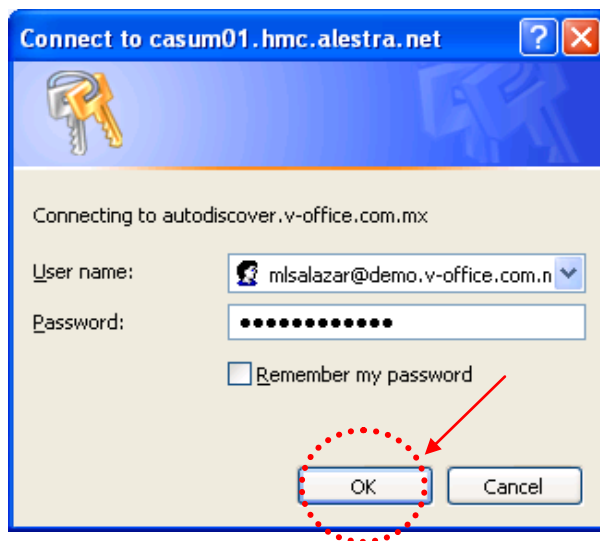 Connect to casum01.hmc.alestra.net
Connecting to autodiscover.v-office.com.mx
User name: mlsalazar@demo.v-office.com.n
Password: ●●●●●●●●●●●●
Remember my password
OK Cancel